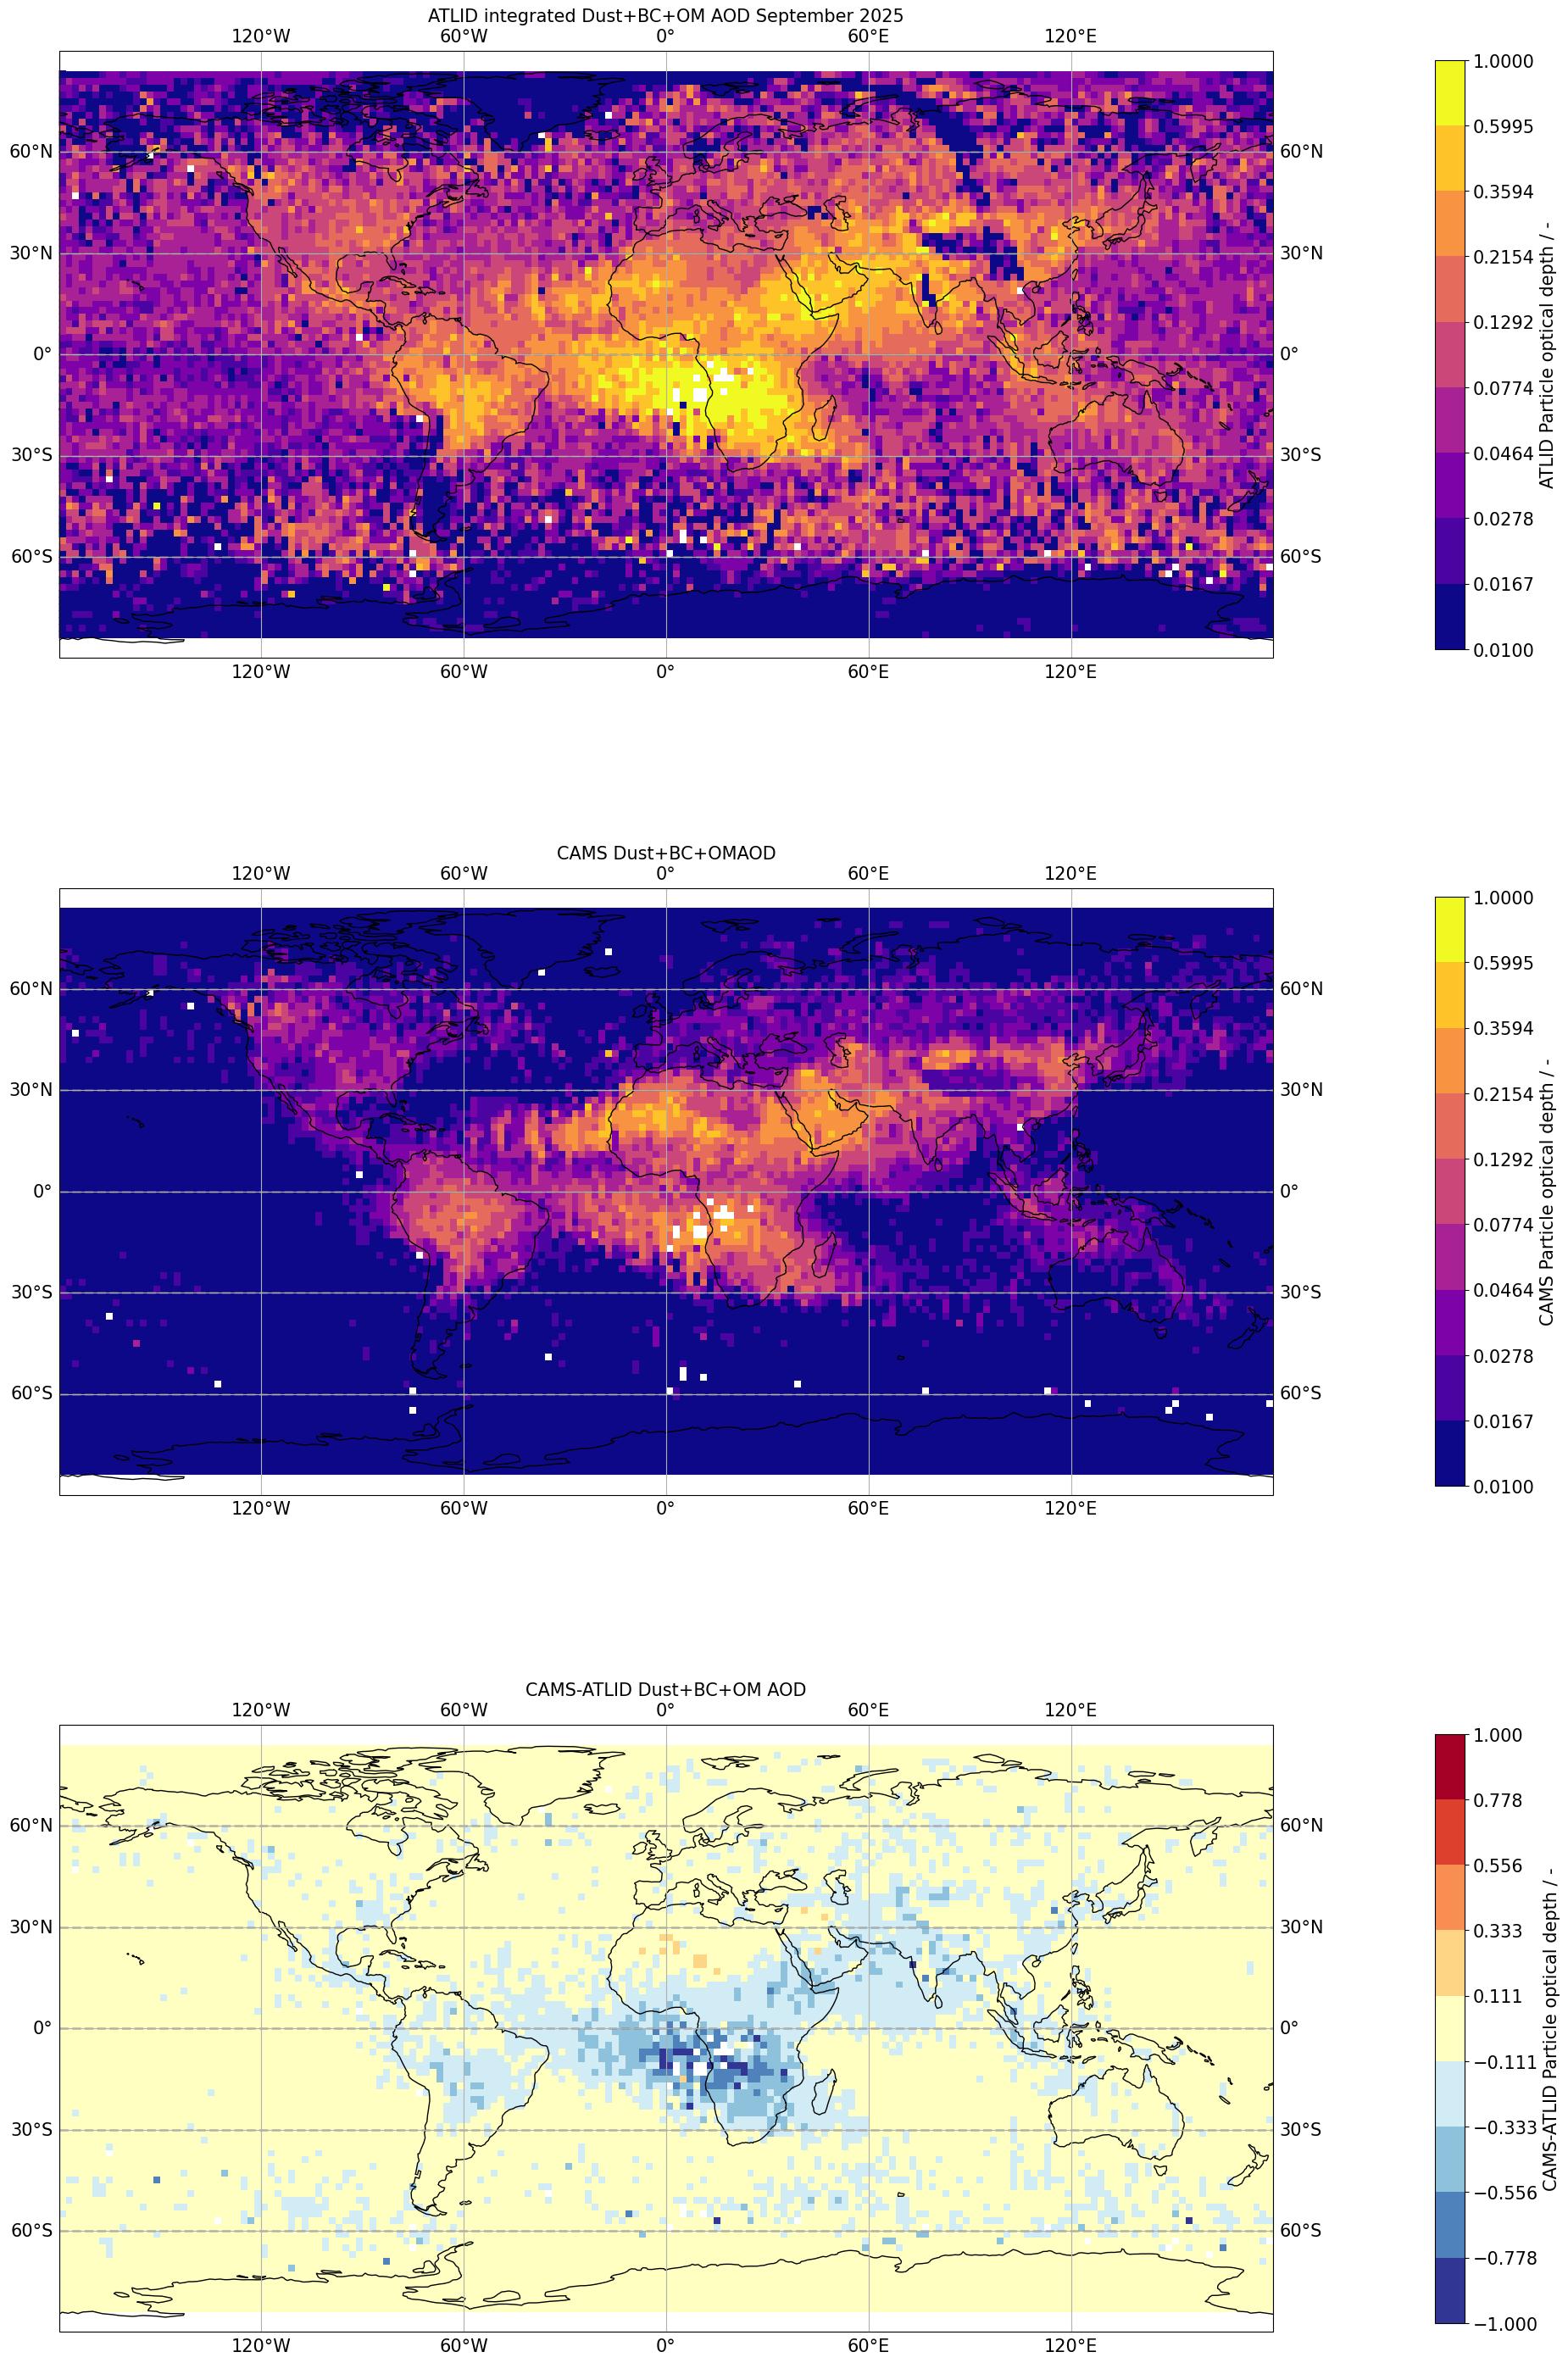 ATLID integrated Dust+BC+OM AOD September 2025
120°W 60°W 0° 60°E 120°E
60°N 60°N
30°N 30°N
0° 0°
30°S 30°S
60°S 60°S
120°W 60°W 0° 60°E 120°E
1.0000
0.5995
0.3594
0.2154
0.1292
0.0774
0.0464
0.0278
0.0167
0.0100
ATLID Particle optical depth / -
CAMS Dust+BC+OMAOD
120°W 60°W 0° 60°E 120°E
60°N 60°N
30°N 30°N
0° 0°
30°S 30°S
60°S 60°S
120°W 60°W 0° 60°E 120°E
1.0000
0.5995
0.3594
0.2154
0.1292
0.0774
0.0464
0.0278
0.0167
0.0100
CAMS Particle optical depth / -
CAMS-ATLID Dust+BC+OM AOD
120°W 60°W 0° 60°E 120°E
60°N 60°N
30°N 30°N
0° 0°
30°S 30°S
60°S 60°S
120°W 60°W 0° 60°E 120°E
1.000
0.778
0.556
0.333
0.111
−0.111
−0.333
−0.556
−0.778
−1.000
CAMS-ATLID Particle optical depth / -